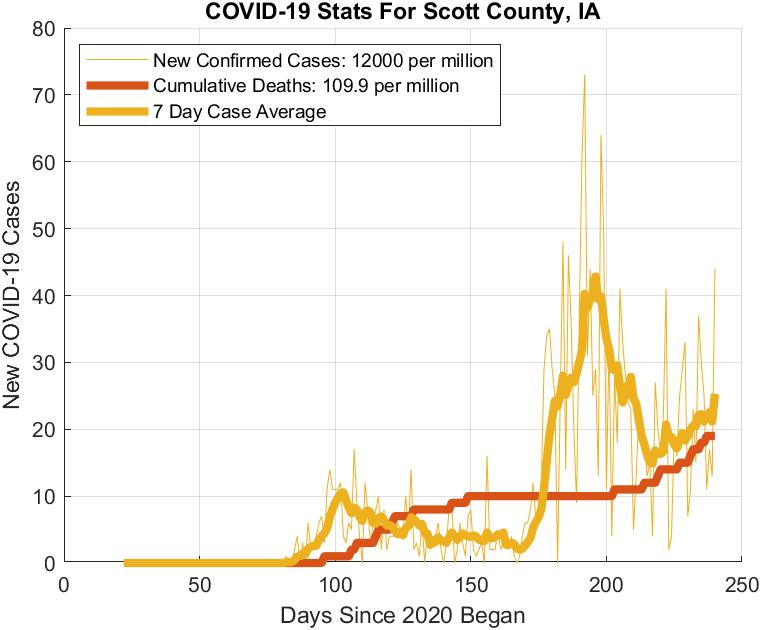 COVID-19 Stats For Scott County, IA
New Confirmed Cases: 12000 per million
Cumulative Deaths: 109.9 per million
7 Day Case Average
80
70
60
50
40
30
20
10
0
New COVID-19 Cases
0 50 100 150 200 250
Days Since 2020 Began